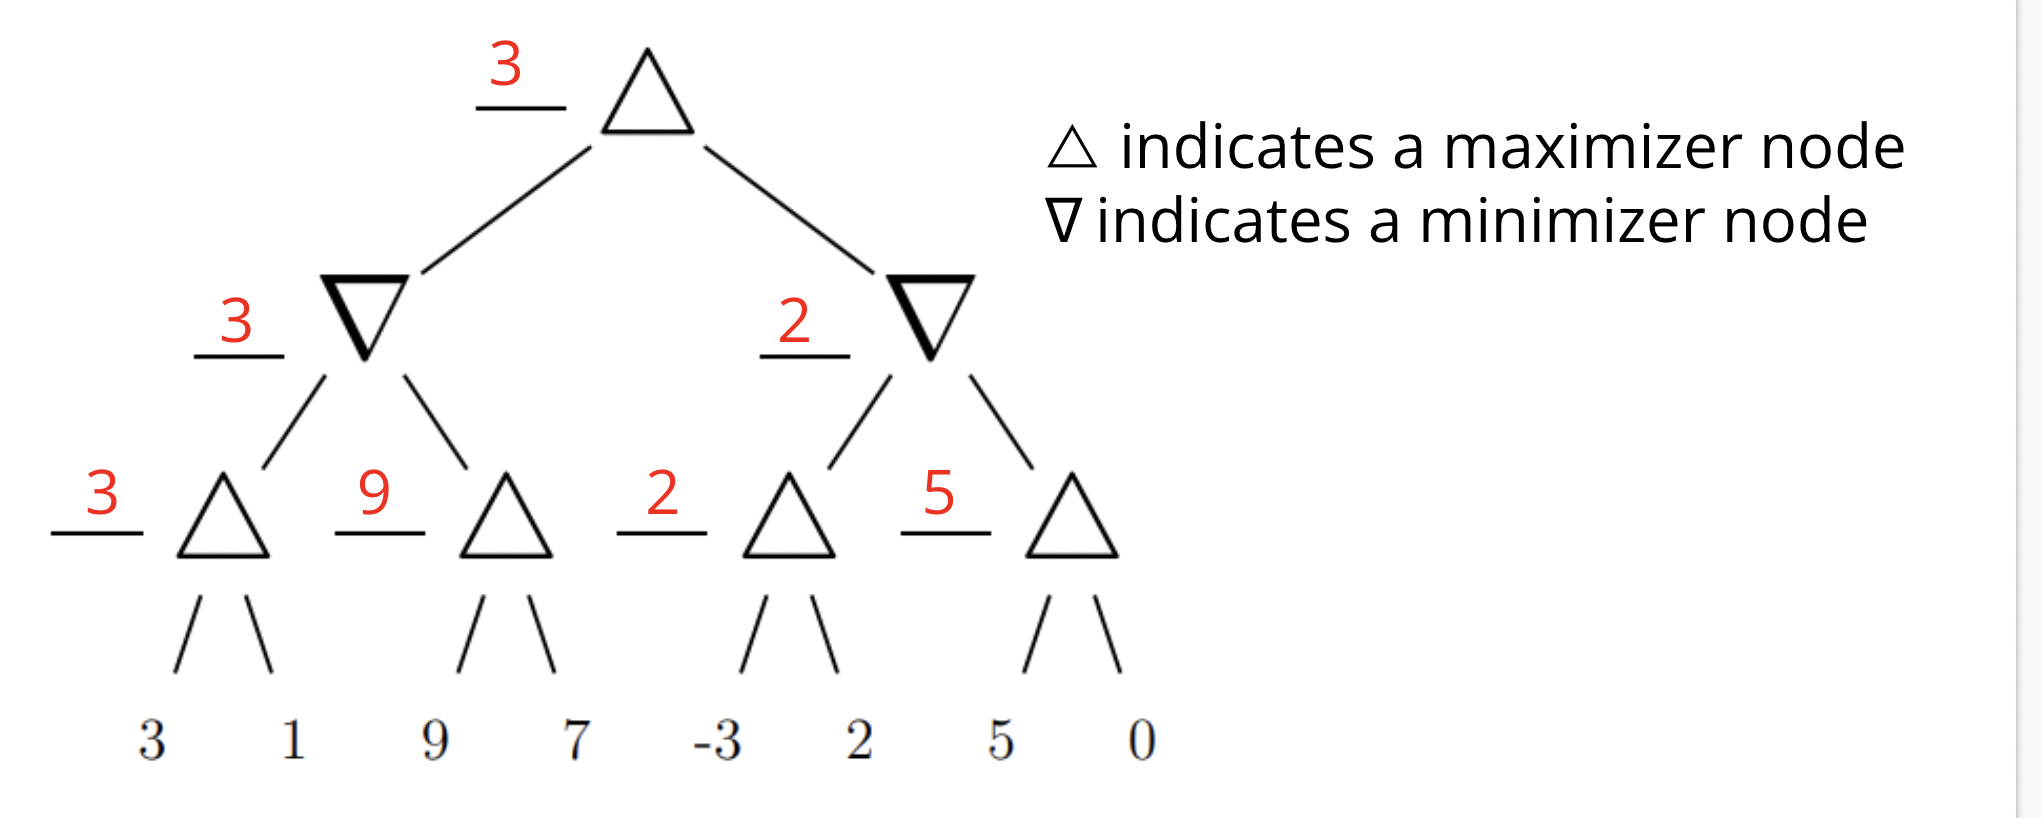 3
△ indicates a maximizer node
∇ indicates a minimizer node
3 2
3 9 2 5
3 1 9 7 -3 2 5 0